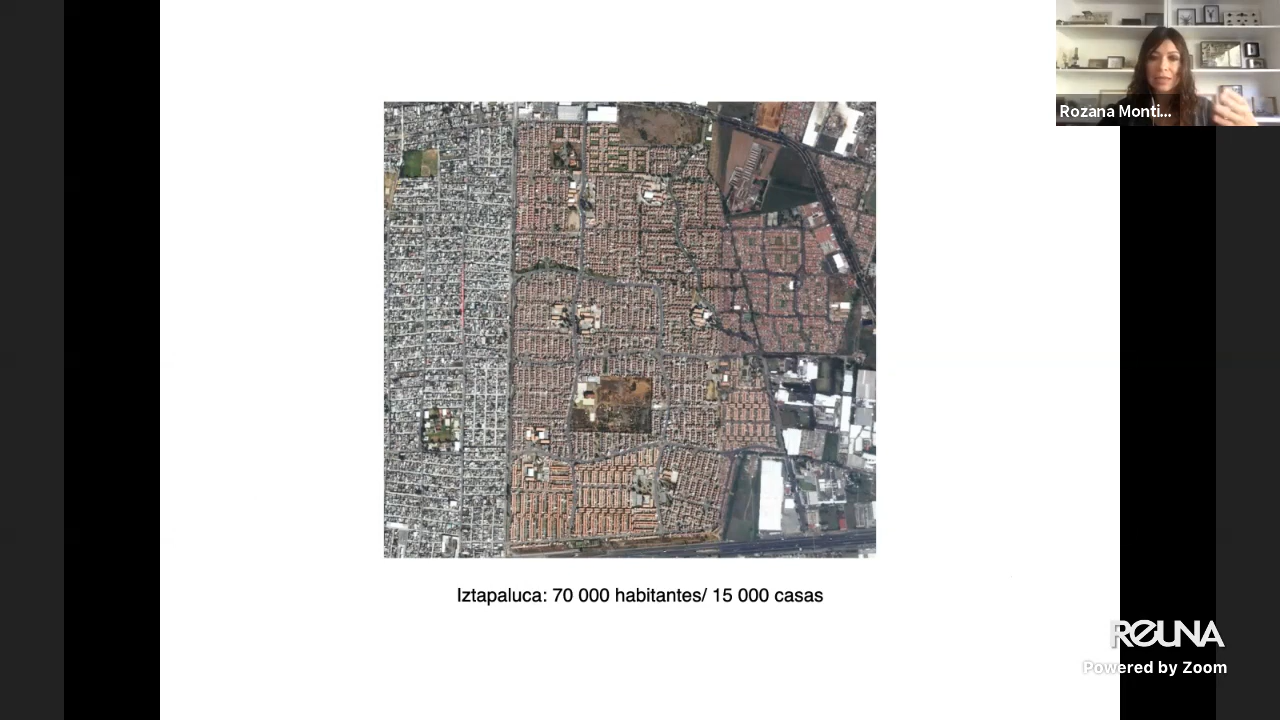 Rozana Monti...
Iztapaluca: 70 000 habitantes/ 15 000 casas
REUNA
Powered by Zoom